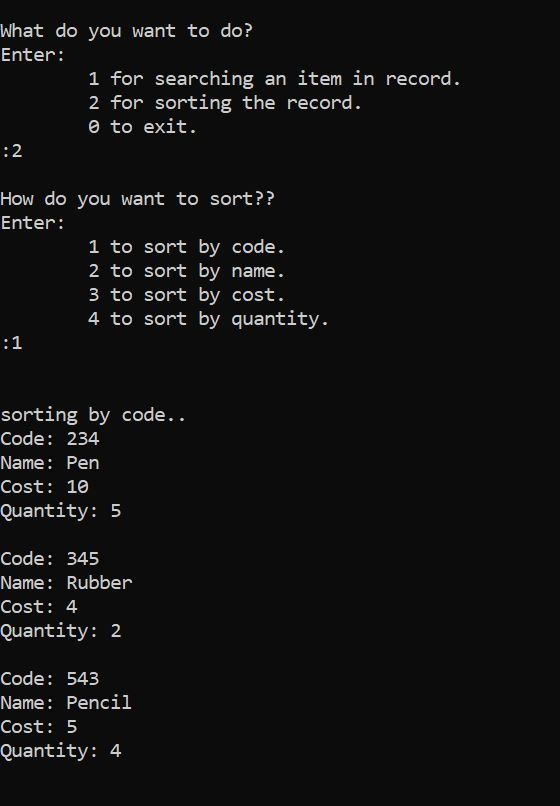 What do you want to do?
Enter:
1 for searching an item in record.
2 for sorting the record.
0 to exit.
:2
How do you want to sort??
Enter:
1 to sort by code.
2 to sort by name.
3 to sort by cost.
4 to sort by quantity.
:1
sorting by code..
Code: 234
Name: Pen
Cost: 10
Quantity: 5
Code: 345
Name: Rubber
Cost: 4
Quantity: 2
Code: 543
Name: Pencil
Cost: 5
Quantity: 4